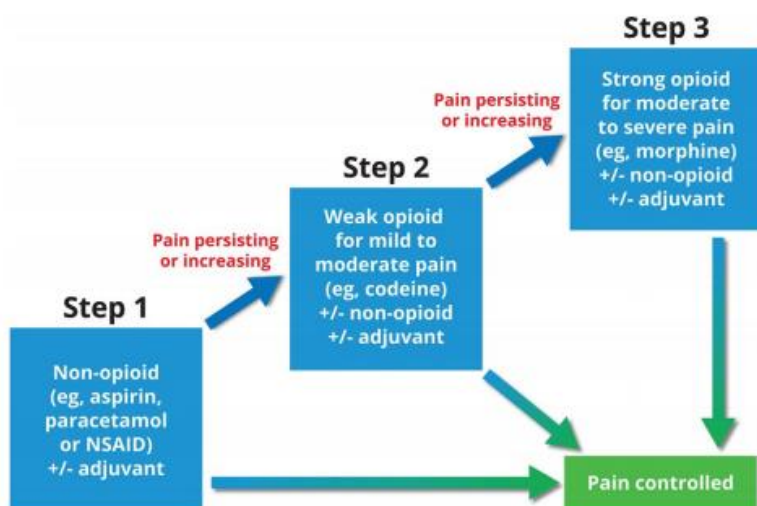 Step 1
Non-opioid
(eg, aspirin,
paracetamol
or NSAID)
+/- adjuvant
Pain persisting
or increasing
Step 2
Weak opioid
for mild to
moderate pain
(eg, codeine)
+/- non-opioid
+/- adjuvant
Pain persisting
or increasing
Step 3
Strong opioid
for moderate
to severe pain
(eg, morphine)
+/- non-opioid
+/- adjuvant
Pain controlled